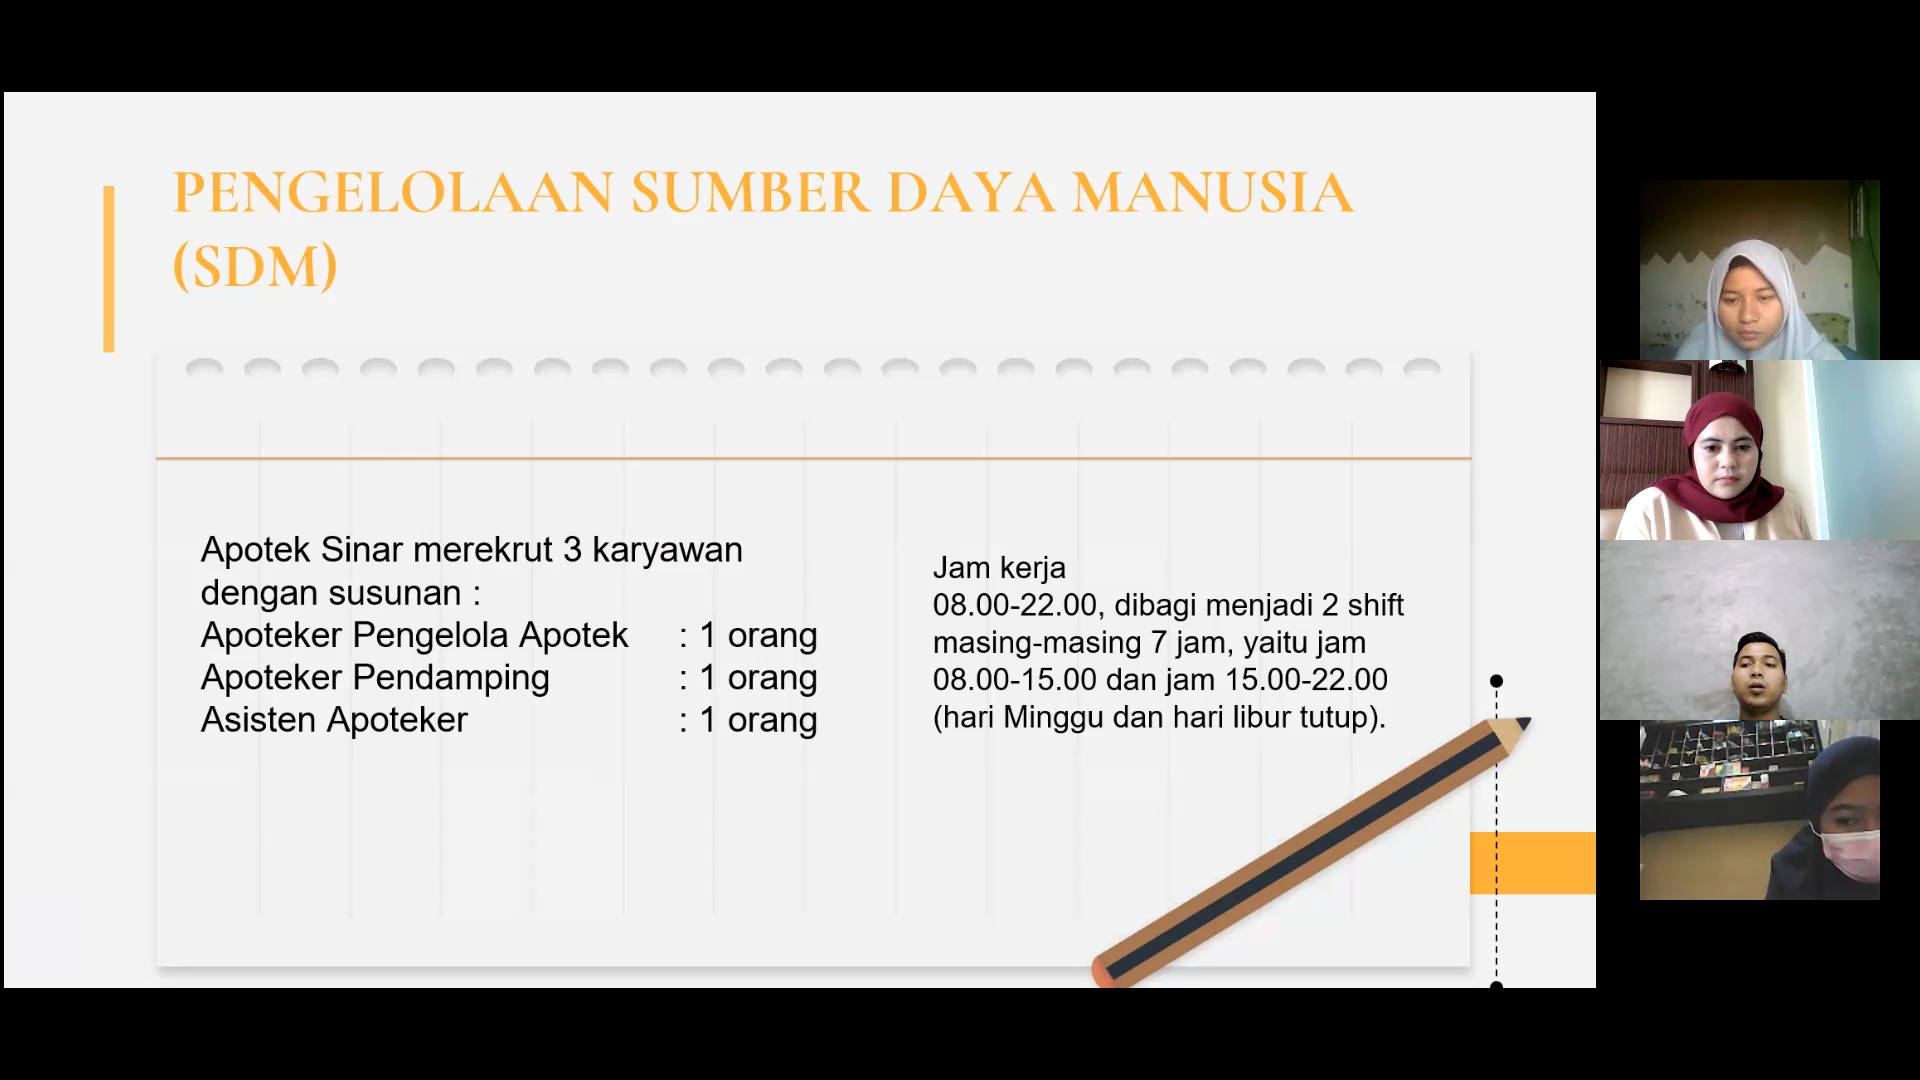 PENGELOLAAN SUMBER DAYA MANUSIA
(SDM)
Apotek Sinar merekrut 3 karyawan
dengan susunan :
Apoteker Pengelola Apotek : 1 orang
Apoteker Pendamping : 1 orang
Asisten Apoteker : 1 orang
Jam kerja
08.00-22.00, dibagi menjadi 2 shift
masing-masing 7 jam, yaitu jam
08.00-15.00 dan jam 15.00-22.00
(hari Minggu dan hari libur tutup).